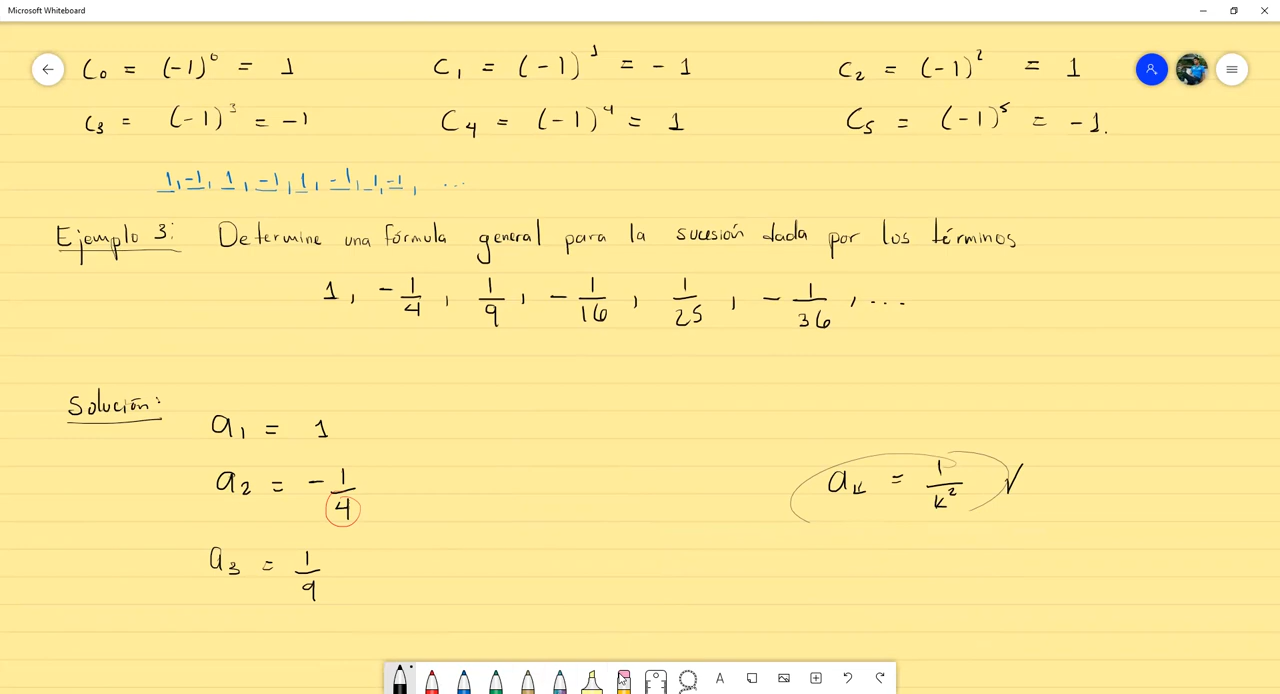 Microsoft Whiteboard
C₀ = (-1)⁰ = 1 C₁ = (-1)¹ = -1 C₂ = (-1)² = 1
C₃ = (-1)³ = -1 C₄ = (-1)⁴ = 1 C₅ = (-1)⁵ = -1.
1, -1, 1, -1, 1, -1, 1, -1, ...
Ejemplo 3: Determine una fórmula general para la sucesión dada por los términos
1, -1/4, 1/9, -1/16, 1/25, -1/36, ...
Solución:
a₁ = 1
a₂ = -1/4
aₖ = 1/k² ✓
a₃ = 1/9
A